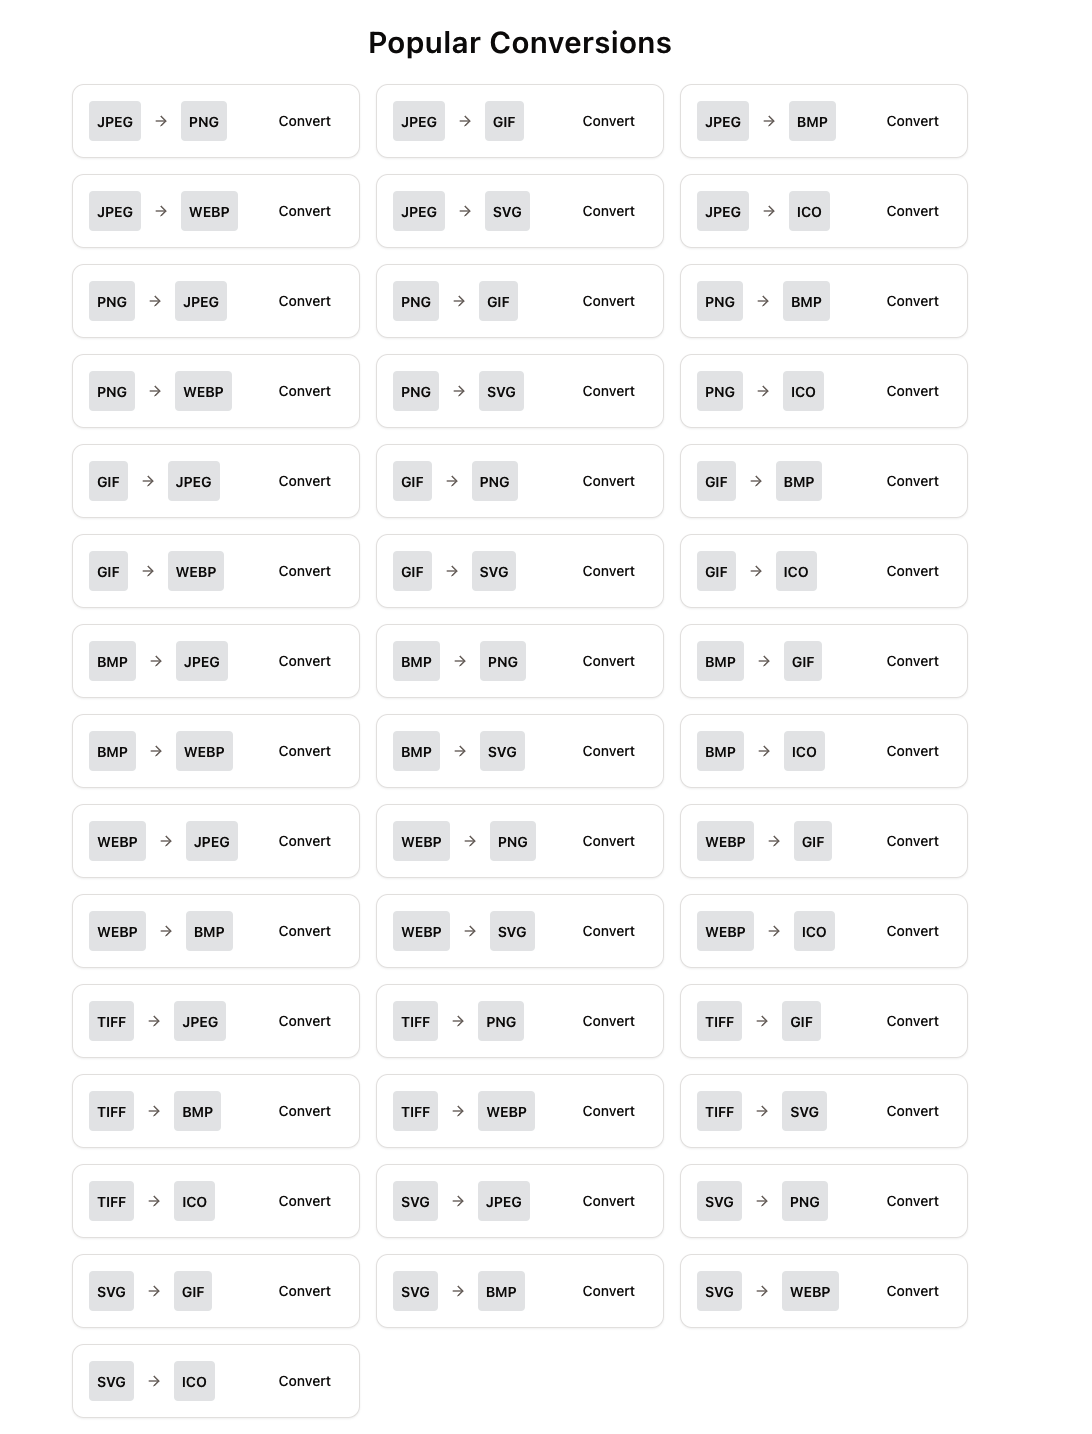 Popular Conversions
JPEG → PNG Convert
JPEG → GIF Convert
JPEG → BMP Convert
JPEG → WEBP Convert
JPEG → SVG Convert
JPEG → ICO Convert
PNG → JPEG Convert
PNG → GIF Convert
PNG → BMP Convert
PNG → WEBP Convert
PNG → SVG Convert
PNG → ICO Convert
GIF → JPEG Convert
GIF → PNG Convert
GIF → BMP Convert
GIF → WEBP Convert
GIF → SVG Convert
GIF → ICO Convert
BMP → JPEG Convert
BMP → PNG Convert
BMP → GIF Convert
BMP → WEBP Convert
BMP → SVG Convert
BMP → ICO Convert
WEBP → JPEG Convert
WEBP → PNG Convert
WEBP → GIF Convert
WEBP → BMP Convert
WEBP → SVG Convert
WEBP → ICO Convert
TIFF → JPEG Convert
TIFF → PNG Convert
TIFF → GIF Convert
TIFF → BMP Convert
TIFF → WEBP Convert
TIFF → SVG Convert
TIFF → ICO Convert
SVG → JPEG Convert
SVG → PNG Convert
SVG → GIF Convert
SVG → BMP Convert
SVG → WEBP Convert
SVG → ICO Convert